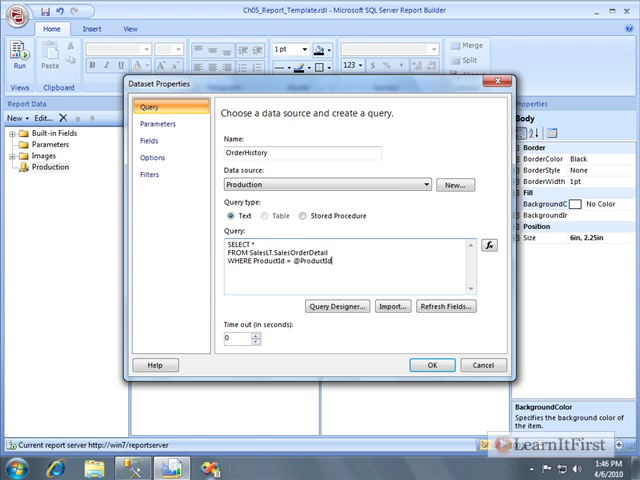 Ch05_Report_Template.rdl - Microsoft SQL Server Report Builder
Home
Insert
View
Run
Paste
1 pt
123
Merge
Split
Views
Clipboard
Report Data
New
Edit
Built-in Fields
Parameters
Images
Production
Dataset Properties
Query
Parameters
Fields
Options
Filters
Choose a data source and create a query.
Name:
OrderHistory
Data source:
Production
New...
Query type:
Text
Table
Stored Procedure
Query:
SELECT *
FROM SalesLT.SalesOrderDetail
WHERE ProductId = @ProductId
fx
Query Designer...
Import...
Refresh Fields...
Time out (in seconds):
0
Help
OK
Cancel
Properties
Body
Border
BorderColor Black
BorderStyle None
BorderWidth 1pt
Fill
BackgroundC No Color
BackgroundIr
Position
Size 6in, 2.25in
BackgroundColor
Specifies the background color of the item.
Current report server http://win7/reportserver
LearnItFirst
1:46 PM
4/6/2010